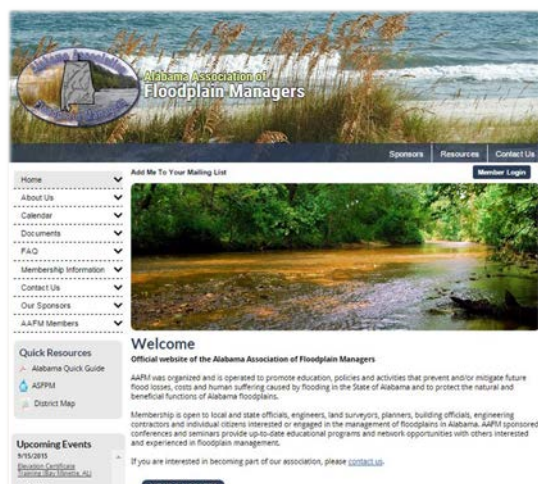 Alabama Association
Alabama Association of
Floodplain Managers
Sponsors
Resources
Contact Us
Add Me To Your Mailing List
Member Login
Home
About Us
Calendar
Documents
FAQ
Membership Information
Contact Us
Our Sponsors
AAFM Members
Quick Resources
Alabama Quick Guide
ASFPM
District Map
Upcoming Events
9/15/2015
Elevation Certificate
Training (Bay Minette, AL)
Welcome
Official website of the Alabama Association of Floodplain Managers
AAFM was organized and is operated to promote education, policies and activities that prevent and/or mitigate future
flood losses, costs and human suffering caused by flooding in the State of Alabama and to protect the natural and
beneficial functions of Alabama floodplains.
Membership is open to local and state officials, engineers, land surveyors, planners, building officials, engineering
contractors and individual citizens interested or engaged in the management of floodplains in Alabama. AAFM sponsored
conferences and seminars provide up-to-date educational programs and network opportunities with others interested
and experienced in floodplain management.
If you are interested in becoming part of our association, please contact us.